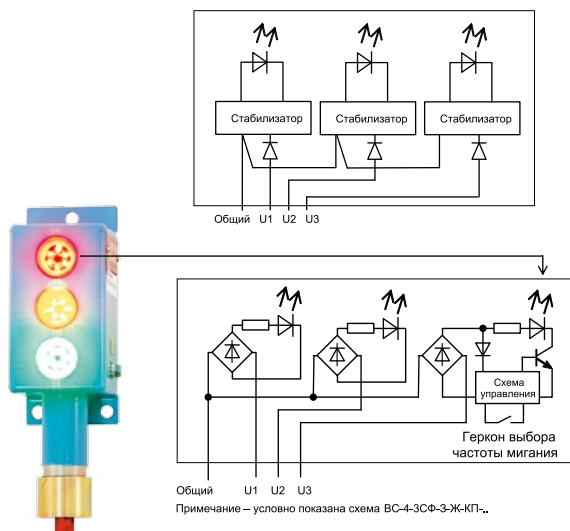 Стабилизатор Стабилизатор Стабилизатор
Общий U1 U2 U3
Схема
управления
Геркон выбора
частоты мигания
Общий U1 U2 U3
Примечание – условно показана схема ВС-4-3СФ-З-Ж-КП-..